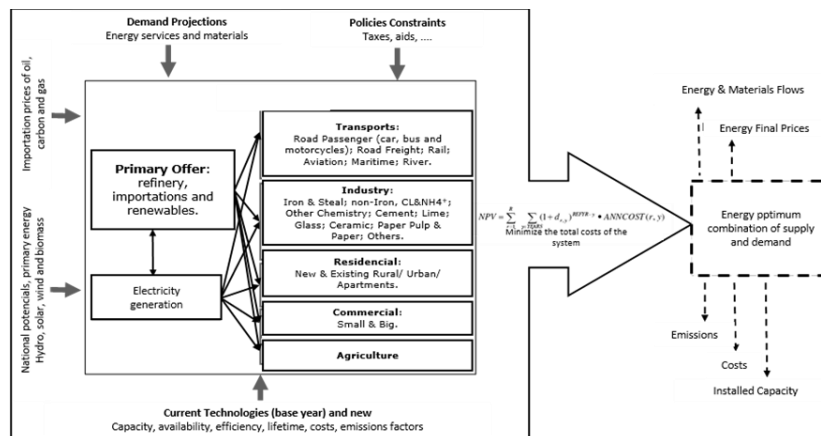 Demand Projections
Energy services and materials
Policies Constraints
Taxes, aids, ....
Importation prices of oil,
carbon and gas
National potencials, primary energy
Hydro, solar, wind and biomass
Primary Offer:
refinery,
importations and
renewables.
Electricity
generation
Transports:
Road Passenger (car, bus and
motorcycles); Road Freight; Rail;
Aviation; Maritime; River.
Industry:
Iron & Steal; non-Iron, CL&NH4⁺;
Other Chemistry; Cement; Lime;
Glass; Ceramic; Paper Pulp &
Paper; Others.
Residencial:
New & Existing Rural/ Urban/
Apartments.
Commercial:
Small & Big.
Agriculture
Current Technologies (base year) and new
Capacity, availability, efficiency, lifetime, costs, emissions factors
NPV = Σ Σ (1 + d_{r,y})^{REFYR-y} • ANNCOST(r, y)
Minimize the total costs of the
system
Energy & Materials Flows
Energy Final Prices
Energy pptimum
combination of supply
and demand
Emissions
Costs
Installed Capacity